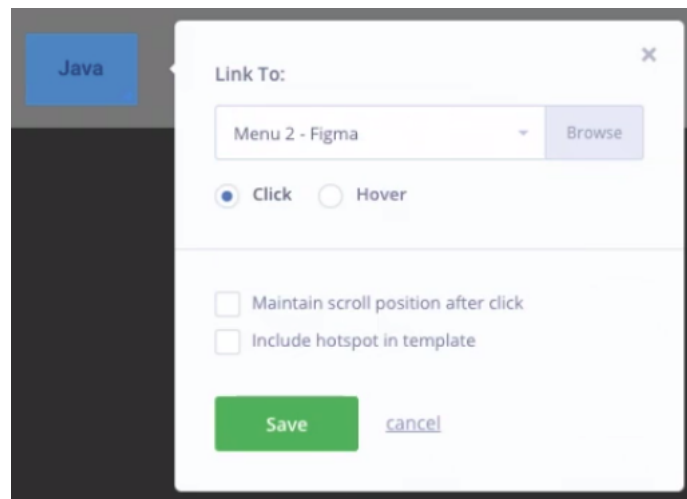 Java
Link To:
Menu 2 - Figma
Browse
Click
Hover
Maintain scroll position after click
Include hotspot in template
Save
cancel